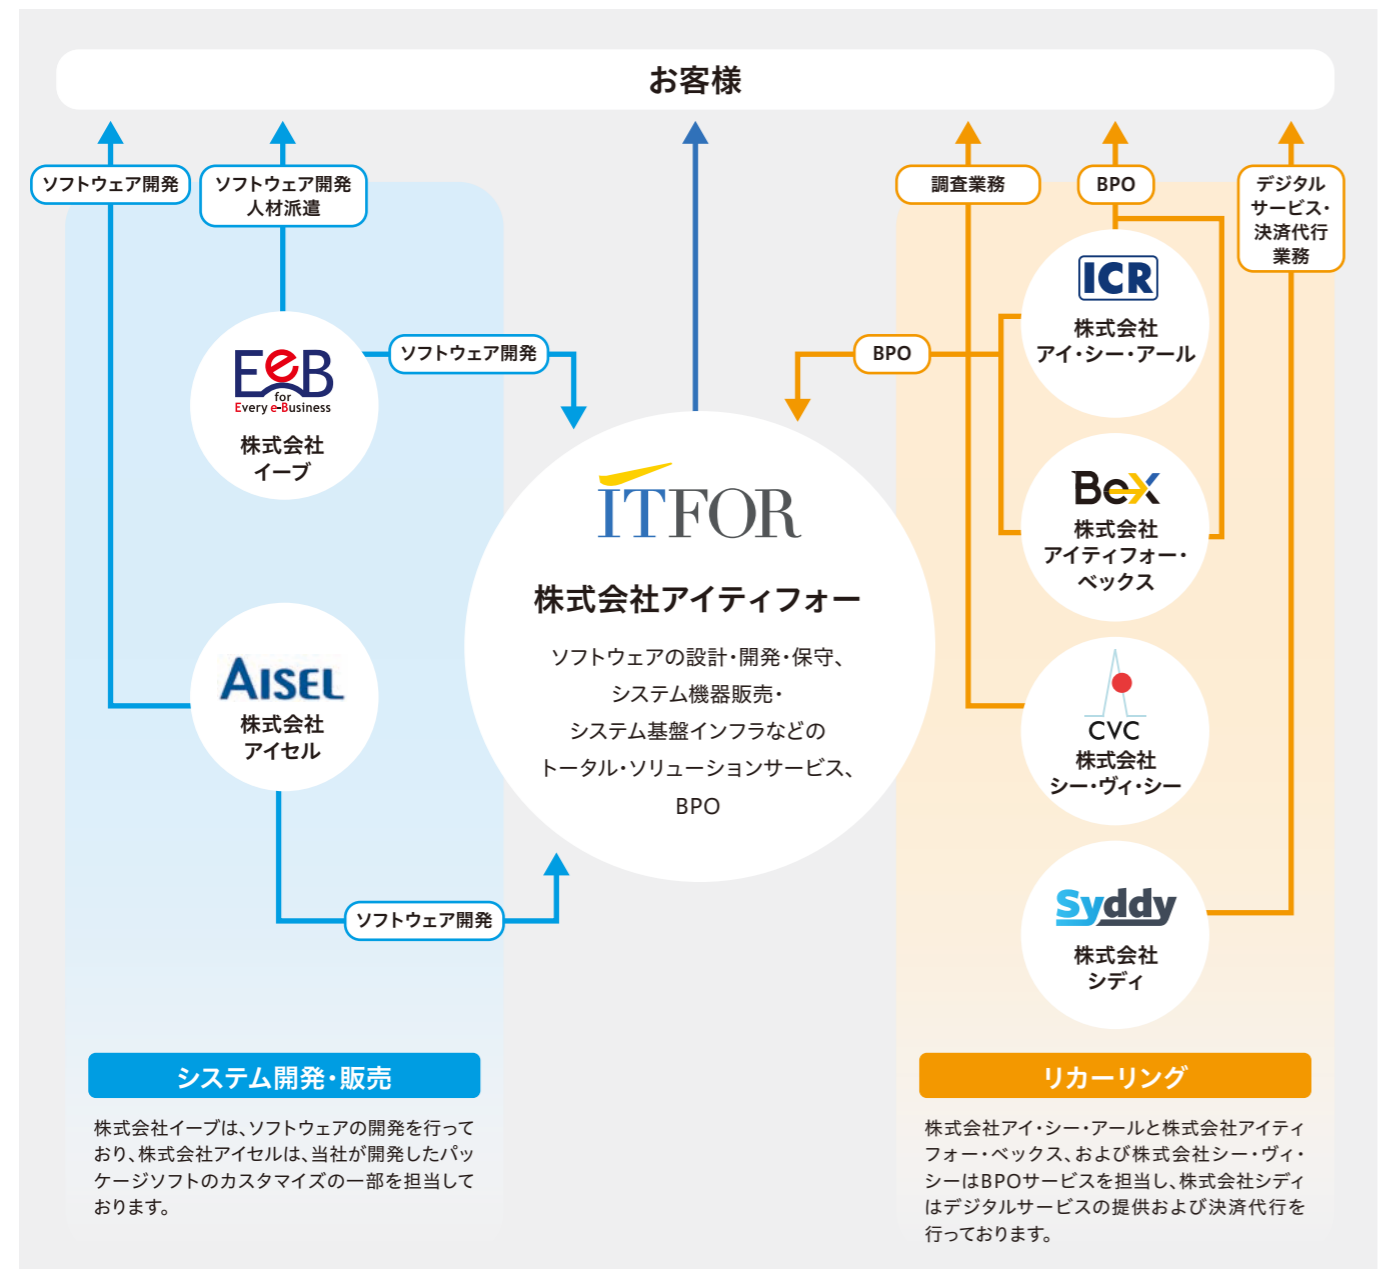 お客様
ソフトウェア開発
ソフトウェア開発
人材派遣
調査業務
BPO
デジタル
サービス・
決済代行
業務
EeB
for
Every e-Business
株式会社
イーブ
ソフトウェア開発
BPO
ICR
株式会社
アイ・シー・アール
BeX
株式会社
アイティフォー・
ベックス
ITFOR
株式会社アイティフォー
ソフトウェアの設計・開発・保守、
システム機器販売・
システム基盤インフラなどの
トータル・ソリューションサービス、
BPO
AISEL
株式会社
アイセル
ソフトウェア開発
CVC
株式会社
シー・ヴィ・シー
Syddy
株式会社
シディ
システム開発・販売
株式会社イーブは、ソフトウェアの開発を行って
おり、株式会社アイセルは、当社が開発したパッ
ケージソフトのカスタマイズの一部を担当して
おります。
リカーリング
株式会社アイ・シー・アールと株式会社アイティ
フォー・ベックス、および株式会社シー・ヴィ・
シーはBPOサービスを担当し、株式会社シディ
はデジタルサービスの提供および決済代行を
行っております。